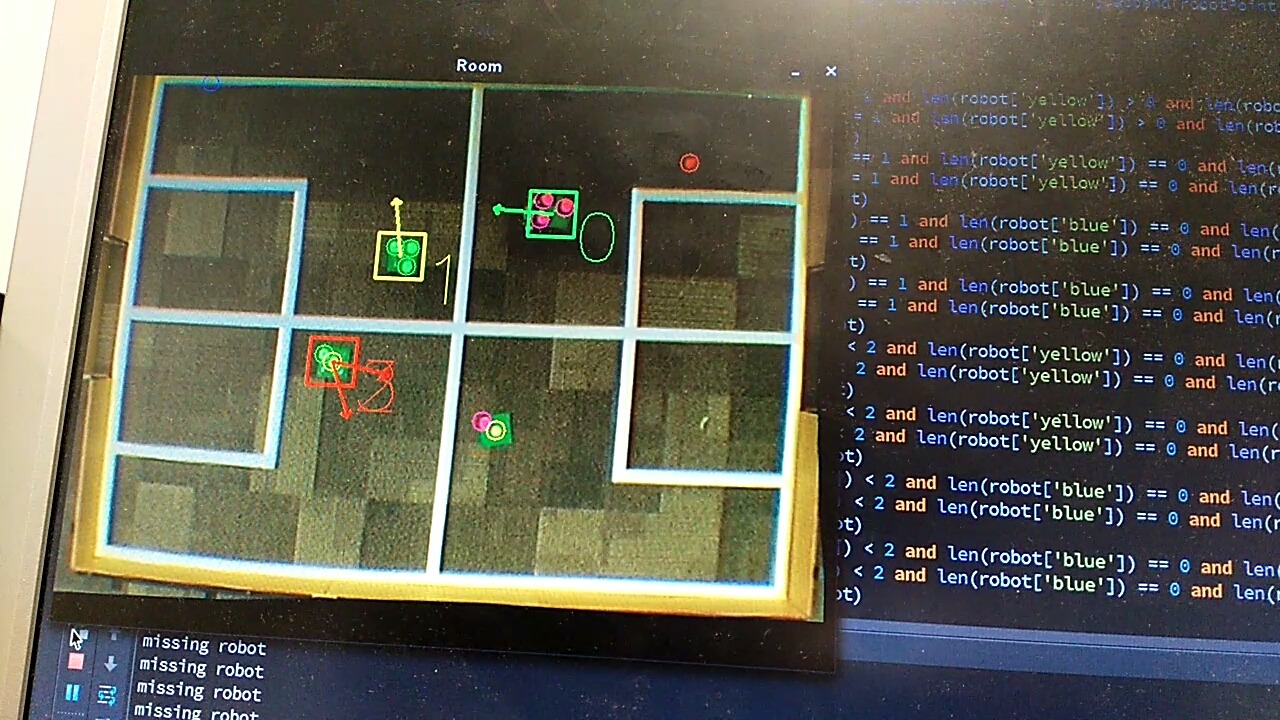 Room
and len(robot['yellow']) > 0 and len(robo
= 1 and len(robot['yellow']) > 0 and len(
)
== 1 and len(robot['yellow']) == 0 and len(
= 1 and len(robot['yellow']) == 0 and len(
t)
) == 1 and len(robot['blue']) == 0 and len(
== 1 and len(robot['blue']) == 0 and len(
t)
) == 1 and len(robot['blue']) == 0 and len(
== 1 and len(robot['blue']) == 0 and len(
t)
< 2 and len(robot['yellow']) == 0 and len(
2 and len(robot['yellow']) == 0 and len(r
)
< 2 and len(robot['yellow']) == 0 and len(
2 and len(robot['yellow']) == 0 and len(r
ot)
) < 2 and len(robot['blue']) == 0 and len(
< 2 and len(robot['blue']) == 0 and len(r
ot)
) < 2 and len(robot['blue']) == 0 and len(
< 2 and len(robot['blue']) == 0 and len(r
ot)
0
1
3
missing robot
missing robot
missing robot
missing robot